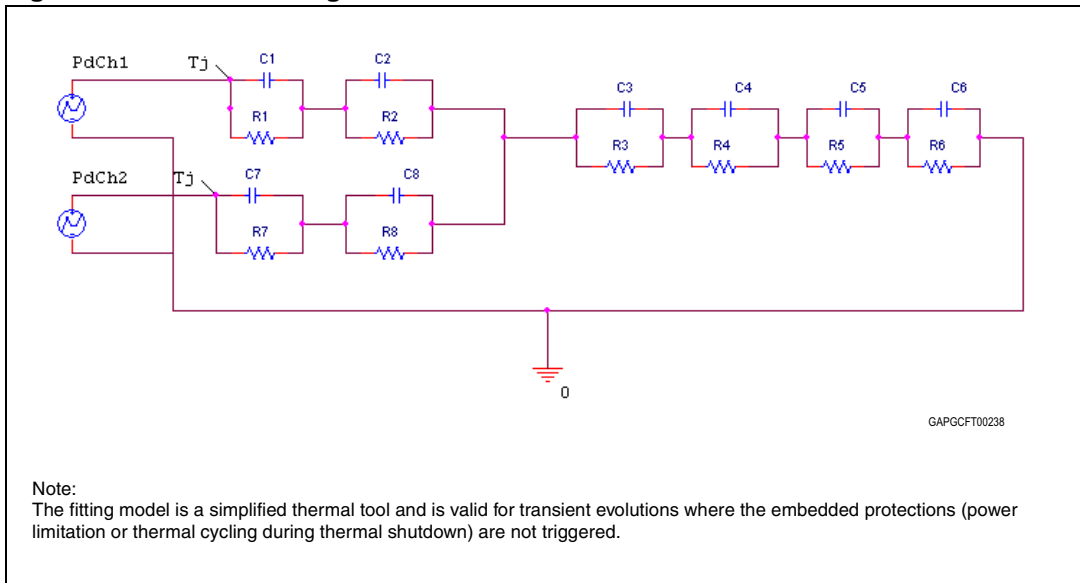 PdCh1
Tj
C1
C2
R1
R2
C3
C4
C5
C6
R3
R4
R5
R6
PdCh2
Tj
C7
C8
R7
R8
0
GAPGCFT00238
Note:
The fitting model is a simplified thermal tool and is valid for transient evolutions where the embedded protections (power
limitation or thermal cycling during thermal shutdown) are not triggered.